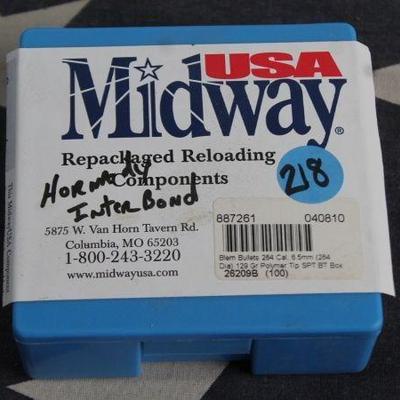 USA
Midway®
Repackaged Reloading
Components
Hornady
InterBond
218
5875 W. Van Horn Tavern Rd.
Columbia, MO 65203
1-800-243-3220
www.midwayusa.com
887261 040810
Blem Bullets 264 Cal, 6.5mm (264
Dia) 129 Gr Polymer Tip SPT BT Box
26209B (100)